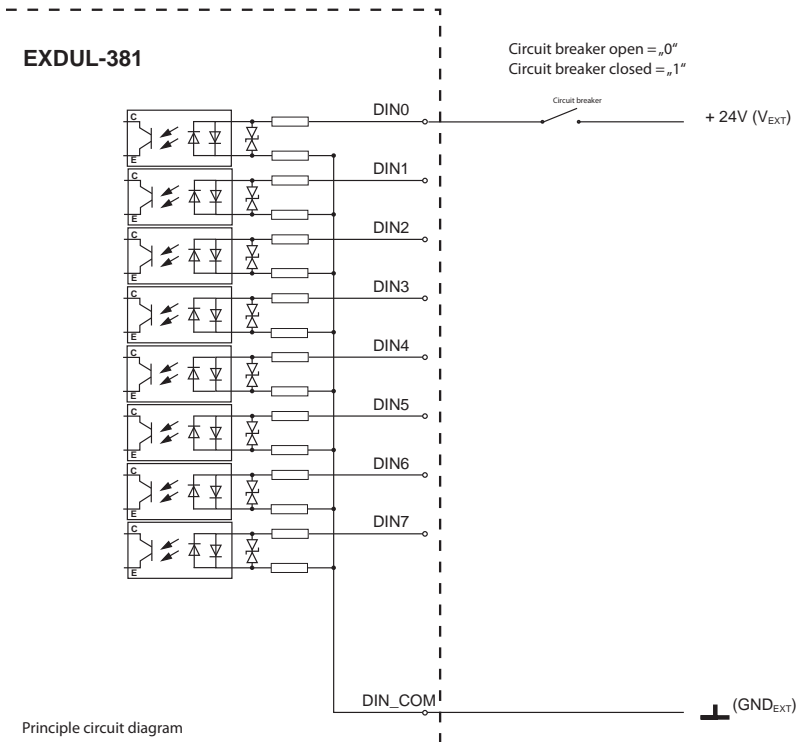 EXDUL-381
Circuit breaker open = „0“
Circuit breaker closed = „1“
Circuit breaker
+ 24V (VEXT)
C
E
DIN0
C
E
DIN1
C
E
DIN2
C
E
DIN3
C
E
DIN4
C
E
DIN5
C
E
DIN6
C
E
DIN7
DIN_COM
(GNDEXT)
Principle circuit diagram